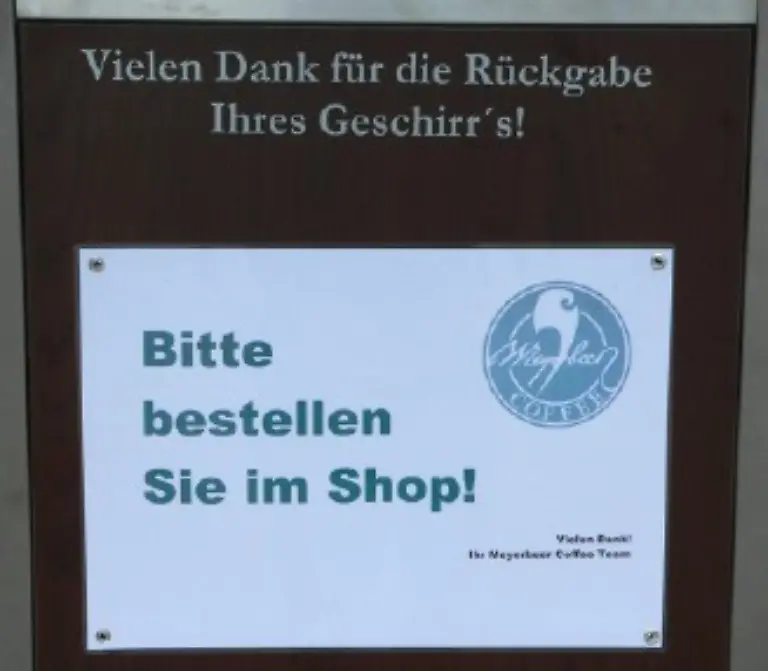 Vielen Dank für die Rückgabe
Ihres Geschirr´s!
Meyerbeer
COFFEE
Bitte
bestellen
Sie im Shop!
Vielen Dank!
Ihr Meyerbeer Coffee Team